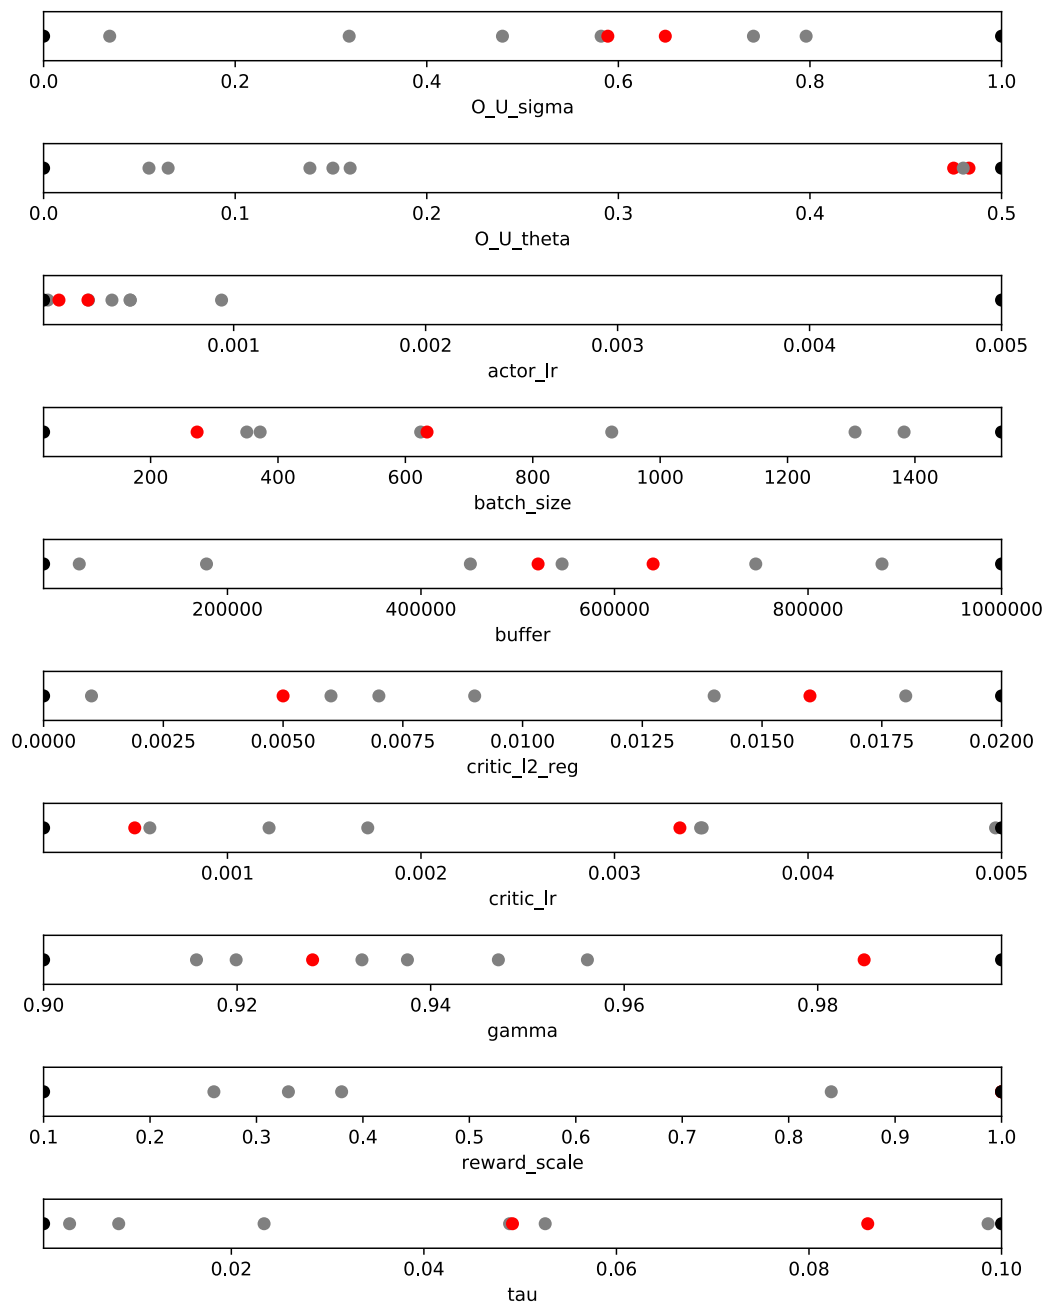 0.0 0.2 0.4 0.6 0.8 1.0
O_U_sigma
0.0 0.1 0.2 0.3 0.4 0.5
O_U_theta
0.001 0.002 0.003 0.004 0.005
actor_lr
200 400 600 800 1000 1200 1400
batch_size
200000 400000 600000 800000 1000000
buffer
0.0000 0.0025 0.0050 0.0075 0.0100 0.0125 0.0150 0.0175 0.0200
critic_l2_reg
0.001 0.002 0.003 0.004 0.005
critic_lr
0.90 0.92 0.94 0.96 0.98
gamma
0.1 0.2 0.3 0.4 0.5 0.6 0.7 0.8 0.9 1.0
reward_scale
0.02 0.04 0.06 0.08 0.10
tau